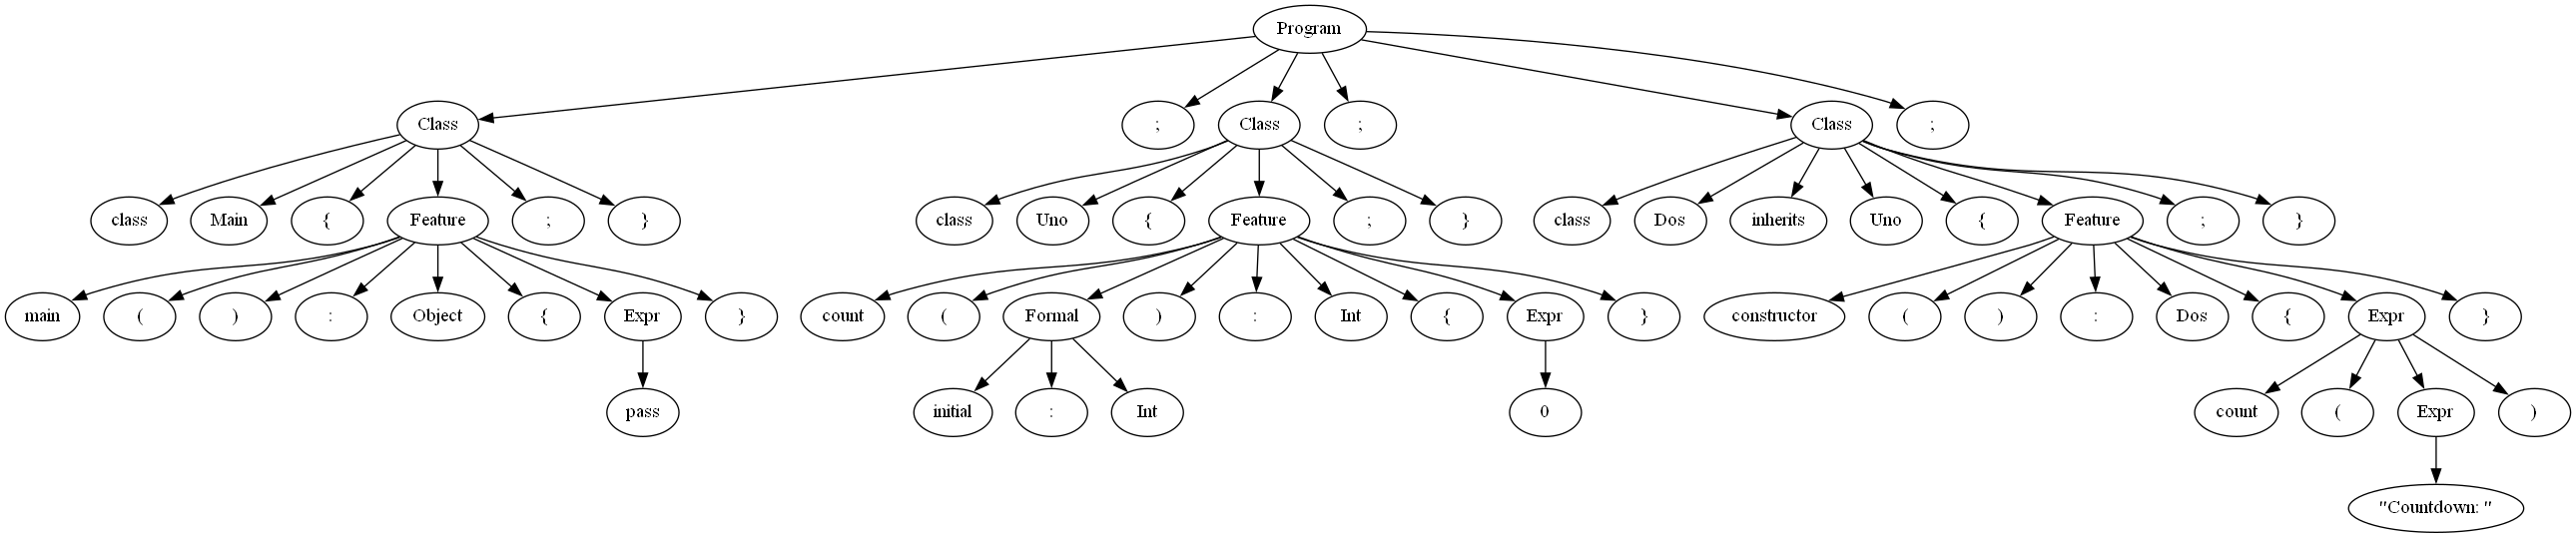 Program
Class ; Class ; Class ;
class Main { Feature ; } class Uno { Feature ; } class Dos inherits Uno { Feature ; }
main ( ) : Object { Expr } count ( Formal ) : Int { Expr } constructor ( ) : Dos { Expr }
pass initial : Int 0 count ( Expr )
"Countdown: "